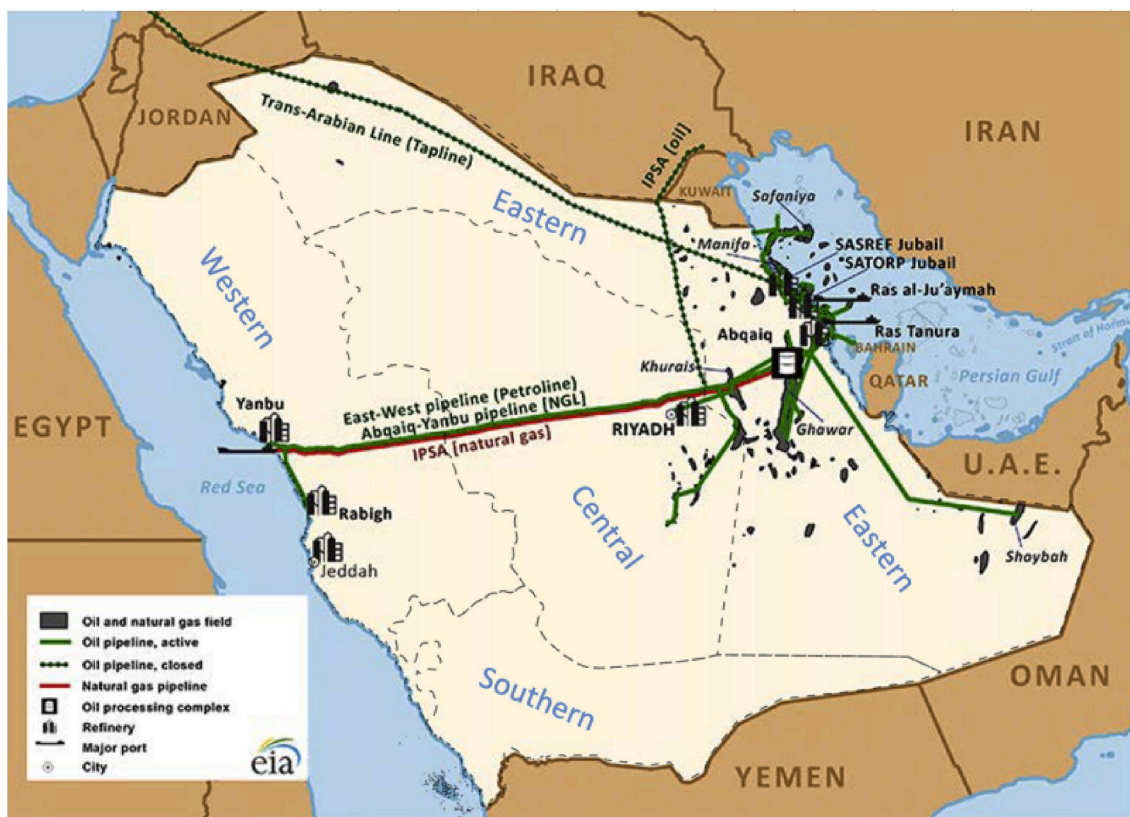 IRAQ
IRAN
JORDAN
Trans-Arabian Line (Tapline)
IPSA [oil]
KUWAIT
Safaniya
Eastern
Manifa
SASREF Jubail
SATORP Jubail
Western
Ras al-Ju'aymah
Abqaiq
Ras Tanura
Strait of Hormuz
BAHRAIN
Khurais
QATAR
Persian Gulf
East-West pipeline (Petroline)
Abqaiq-Yanbu pipeline [NGL]
Yanbu
EGYPT
RIYADH
Ghawar
IPSA [natural gas]
U.A.E.
Red Sea
Rabigh
Central
Eastern
Shaybah
Jeddah
Oil and natural gas field
Oil pipeline, active
Oil pipeline, closed
Natural gas pipeline
Oil processing complex
Refinery
Major port
City
eia
Southern
OMAN
YEMEN